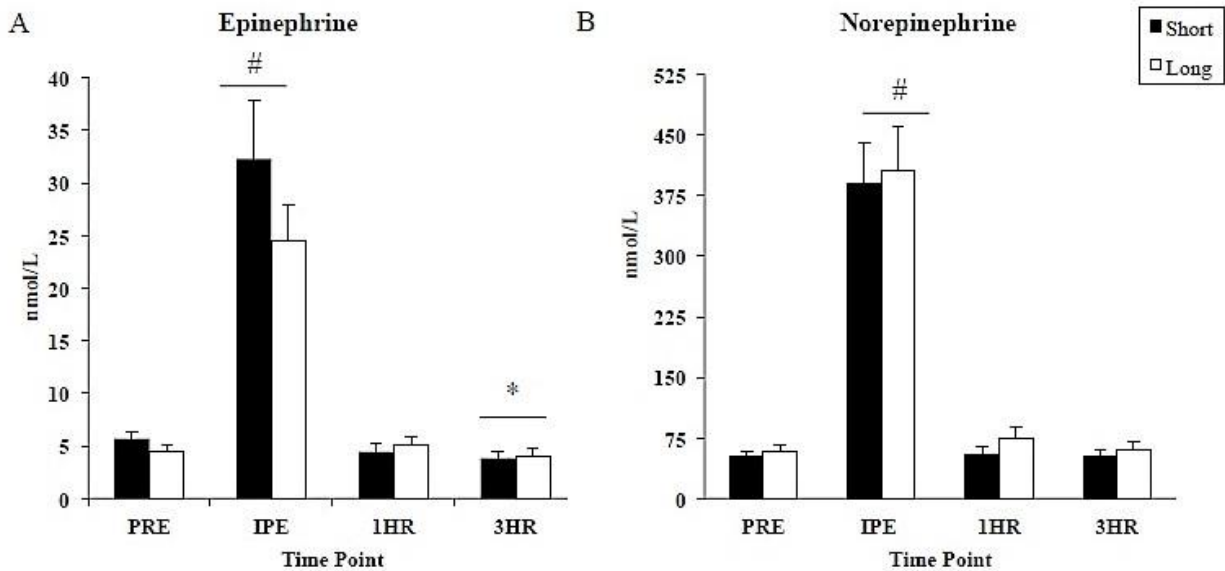 A
Epinephrine
B
Norepinephrine
Short
Long
#
*
40
35
30
25
20
15
10
5
0
nmol/L
PRE
IPE
1HR
3HR
Time Point
#
525
450
375
300
225
150
75
0
nmol/L
PRE
IPE
1HR
3HR
Time Point